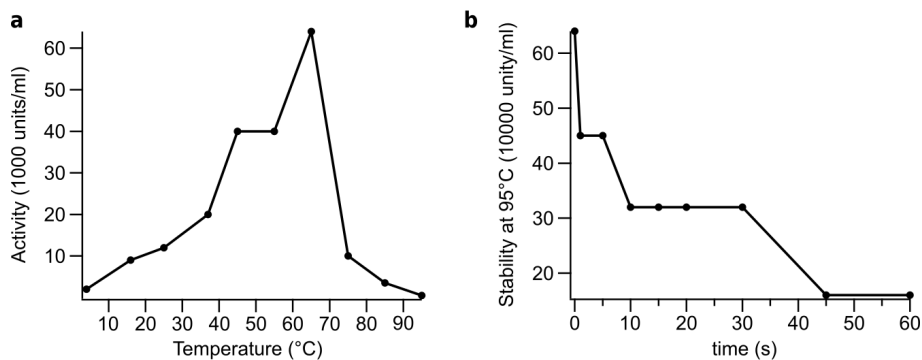 a
Activity (1000 units/ml)
60
50
40
30
20
10
10 20 30 40 50 60 70 80 90
Temperature (°C)
b
Stability at 95°C (10000 unity/ml)
60
50
40
30
20
0 10 20 30 40 50 60
time (s)